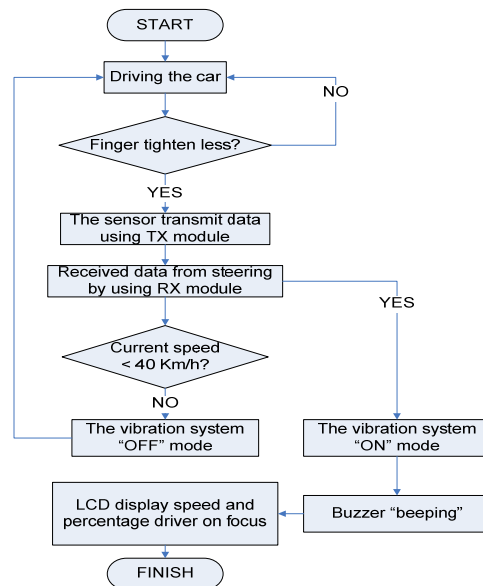 START
Driving the car
NO
Finger tighten less?
YES
The sensor transmit data
using TX module
Received data from steering
by using RX module
YES
Current speed
< 40 Km/h?
NO
The vibration system
“OFF” mode
The vibration system
“ON” mode
LCD display speed and
percentage driver on focus
Buzzer “beeping”
FINISH